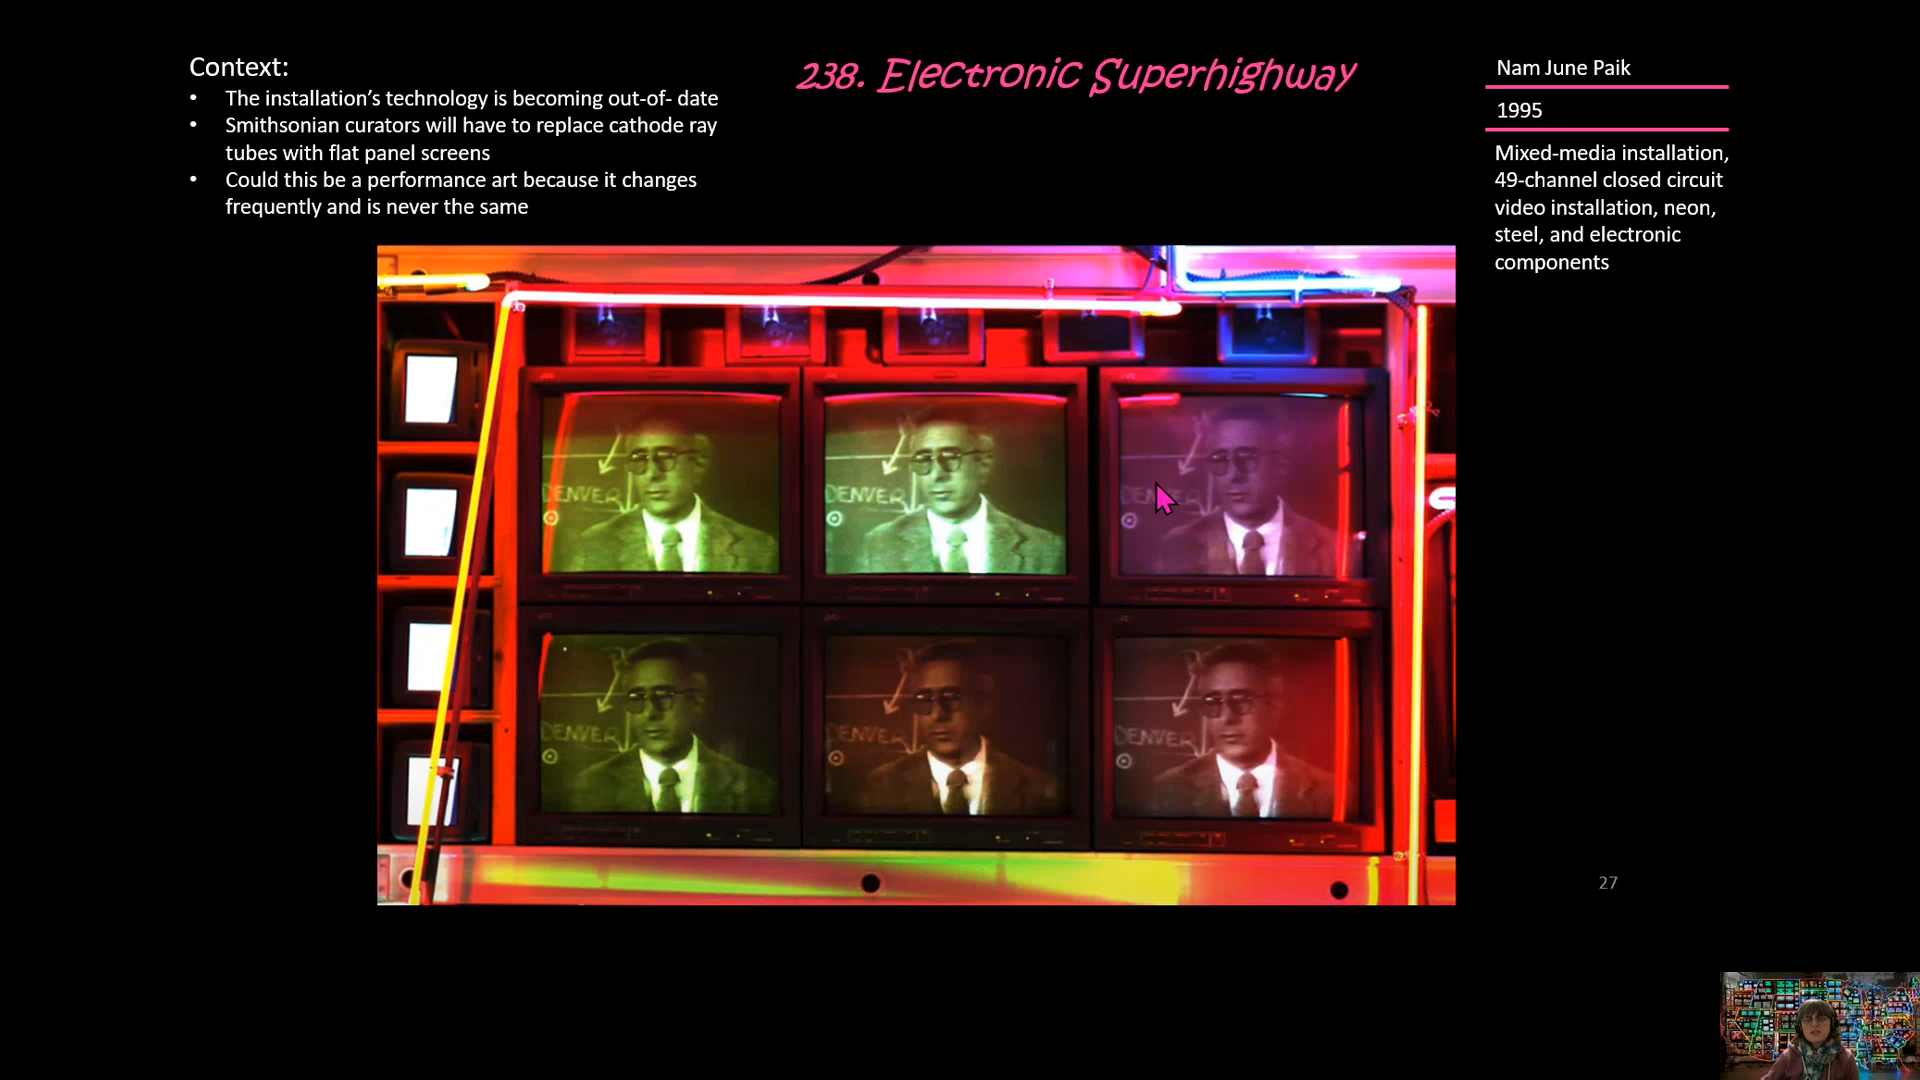 Context:
• The installation’s technology is becoming out-of- date
• Smithsonian curators will have to replace cathode ray
tubes with flat panel screens
• Could this be a performance art because it changes
frequently and is never the same
238. Electronic Superhighway
Nam June Paik
1995
Mixed-media installation,
49-channel closed circuit
video installation, neon,
steel, and electronic
components
DENVER
DENVER
DENVER
DENVER
DENVER
DENVER
27